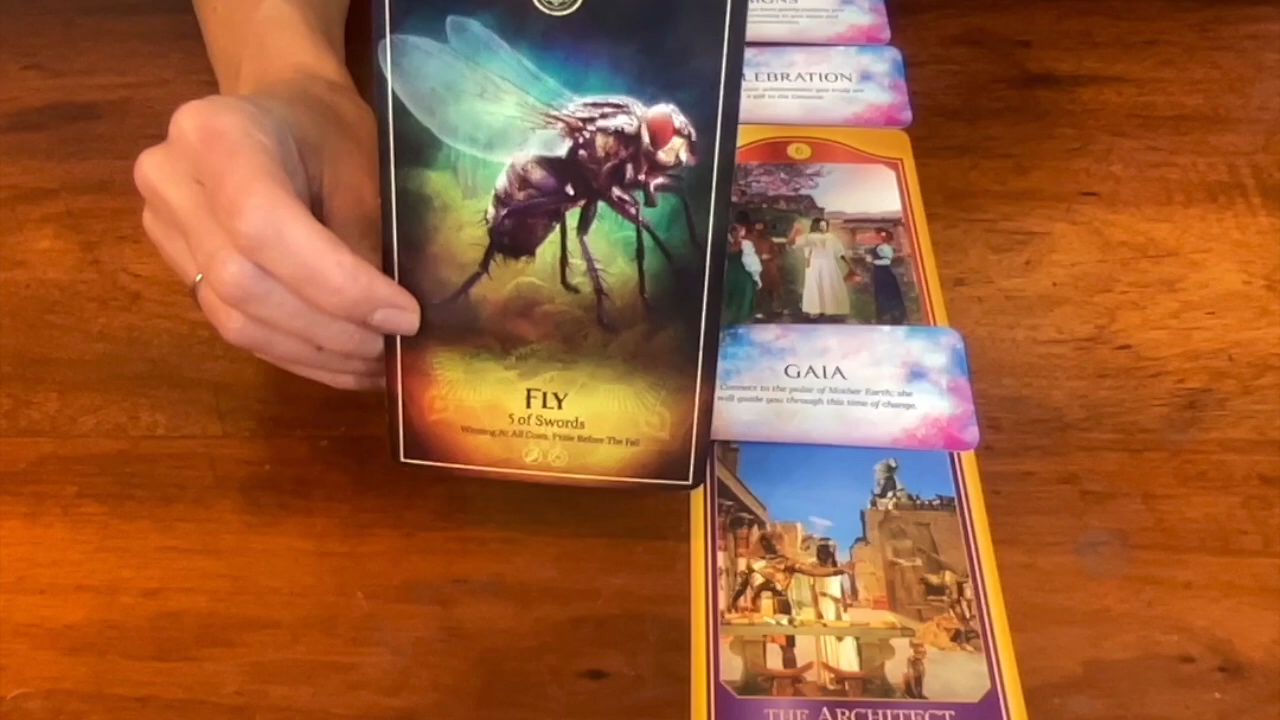 FLY
5 of Swords
Winning At All Costs, Pride Before The Fall
LEBRATION
6
GAIA
Connect to the pulse of Mother Earth; she
will guide you through this time of change.
THE ARCHITECT